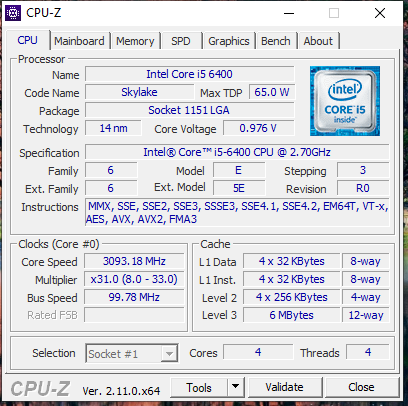 CPU-Z
CPU Mainboard Memory SPD Graphics Bench About
Processor
Name Intel Core i5 6400
Code Name Skylake Max TDP 65.0 W
Package Socket 1151 LGA
Technology 14 nm Core Voltage 0.976 V
intel
CORE i5
inside™
Specification Intel® Core™ i5-6400 CPU @ 2.70GHz
Family 6 Model E Stepping 3
Ext. Family 6 Ext. Model 5E Revision R0
Instructions MMX, SSE, SSE2, SSE3, SSSE3, SSE4.1, SSE4.2, EM64T, VT-x,
AES, AVX, AVX2, FMA3
Clocks (Core #0)
Core Speed 3093.18 MHz
Multiplier x31.0 (8.0 - 33.0)
Bus Speed 99.78 MHz
Rated FSB
Cache
L1 Data 4 x 32 KBytes 8-way
L1 Inst. 4 x 32 KBytes 8-way
Level 2 4 x 256 KBytes 4-way
Level 3 6 MBytes 12-way
Selection Socket #1 Cores 4 Threads 4
CPU-Z Ver. 2.11.0.x64 Tools Validate Close